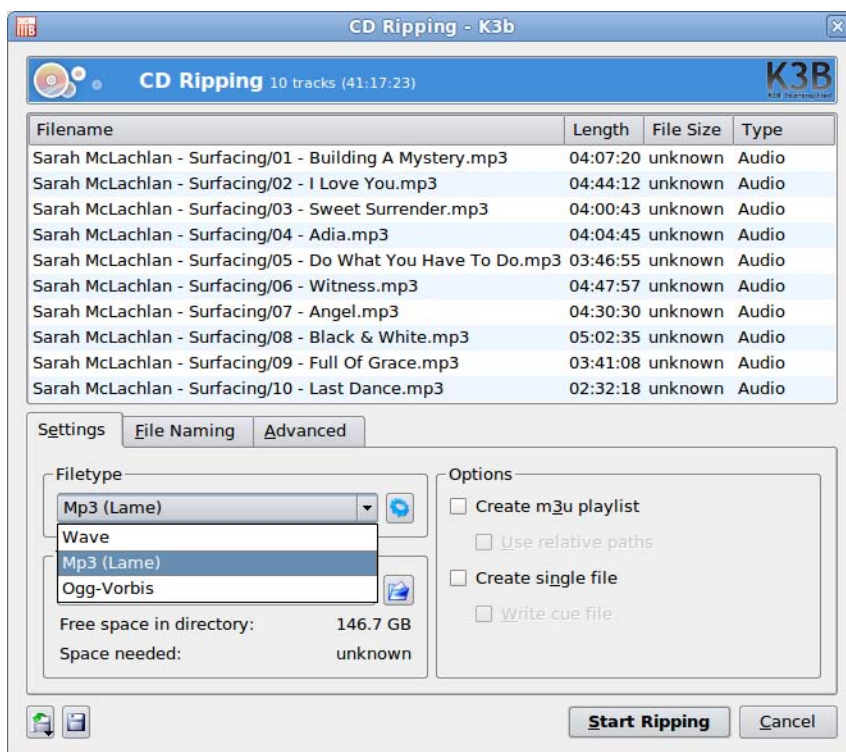 CD Ripping - K3b
CD Ripping 10 tracks (41:17:23)
K3B
Filename Length File Size Type
Sarah McLachlan - Surfacing/01 - Building A Mystery.mp3 04:07:20 unknown Audio
Sarah McLachlan - Surfacing/02 - I Love You.mp3 04:44:12 unknown Audio
Sarah McLachlan - Surfacing/03 - Sweet Surrender.mp3 04:00:43 unknown Audio
Sarah McLachlan - Surfacing/04 - Adia.mp3 04:04:45 unknown Audio
Sarah McLachlan - Surfacing/05 - Do What You Have To Do.mp3 03:46:55 unknown Audio
Sarah McLachlan - Surfacing/06 - Witness.mp3 04:47:57 unknown Audio
Sarah McLachlan - Surfacing/07 - Angel.mp3 04:30:30 unknown Audio
Sarah McLachlan - Surfacing/08 - Black & White.mp3 05:02:35 unknown Audio
Sarah McLachlan - Surfacing/09 - Full Of Grace.mp3 03:41:08 unknown Audio
Sarah McLachlan - Surfacing/10 - Last Dance.mp3 02:32:18 unknown Audio
Settings File Naming Advanced
Filetype
Mp3 (Lame)
Wave
Mp3 (Lame)
Ogg-Vorbis
Free space in directory: 146.7 GB
Space needed: unknown
Options
Create m3u playlist
Use relative paths
Create single file
Write cue file
Start Ripping Cancel